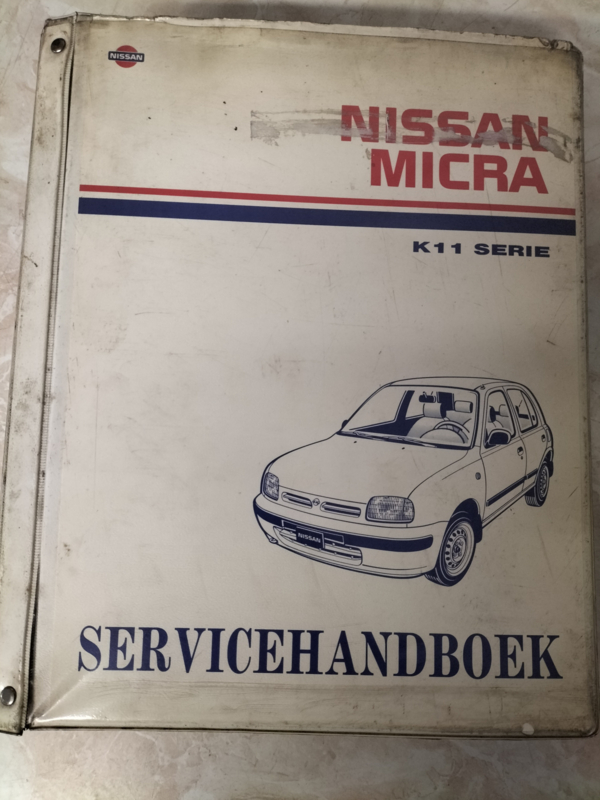 NISSAN
NISSAN
MICRA
K11 SERIE
NISSAN
SERVICEHANDBOEK